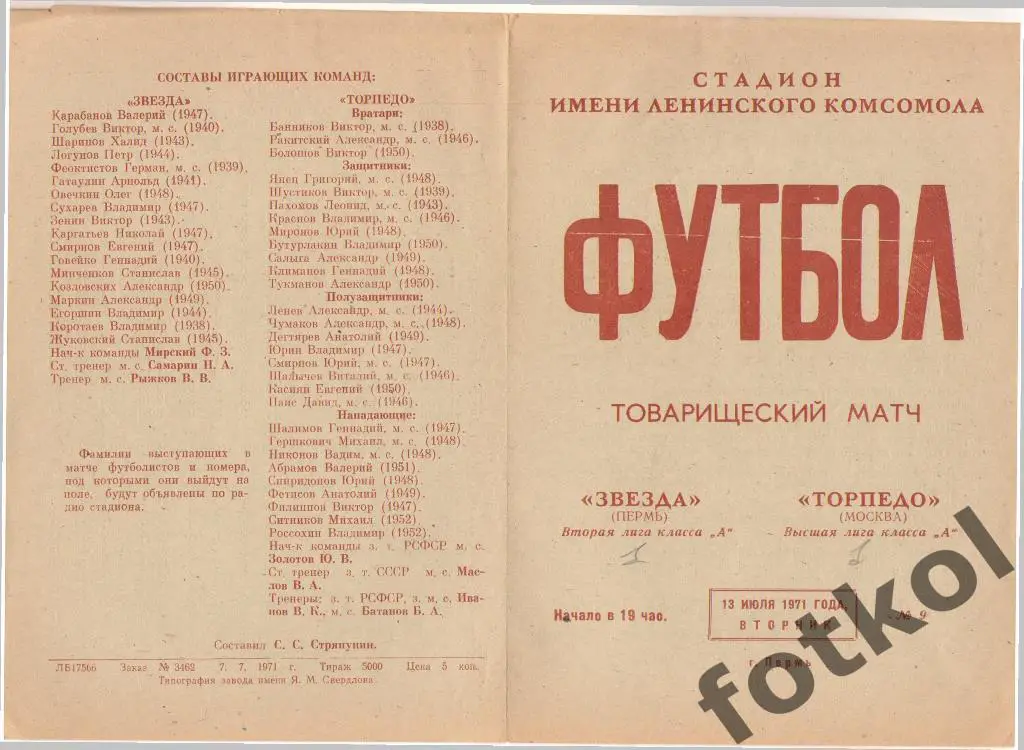 СОСТАВЫ ИГРАЮЩИХ КОМАНД:
«ЗВЕЗДА»
Карабанов Валерий (1947).
Голубев Виктор, м. с. (1940).
Шарипов Халид (1943).
Логунов Петр (1944).
Феоктистов Герман, м. с. (1939).
Гатаулин Арнольд (1941).
Овечкин Олег (1948).
Сухарев Владимир (1947).
Зенин Виктор (1943).
Каргатьев Николай (1947).
Смирнов Евгений (1947).
Говейко Геннадий (1940).
Минченков Станислав (1945).
Козловских Александр (1950).
Маркин Александр (1949).
Егоршин Владимир (1944).
Коротаев Владимир (1938).
Жуковский Станислав (1945).
Нач-к команды Мирский Ф. З.
Ст. тренер м. с. Самарин Н. А.
Тренер м. с. Рыжков В. В.
Фамилии выступающих в
матче футболистов и номера,
под которыми они выйдут на
поле, будут объявлены по ра-
дио стадиона.
«ТОРПЕДО»
Вратари:
Банников Виктор, м. с. (1938).
Ракитский Александр, м. с. (1946).
Болошов Виктор (1950).
Защитники:
Янец Григорий, м. с. (1948).
Шустиков Виктор, м. с. (1939).
Пахомов Леонид, м. с. (1943).
Краснов Владимир, м. с. (1946).
Миронов Юрий (1948).
Бутурлакин Владимир (1950).
Салыга Александр (1949).
Климанов Геннадий (1948).
Тукманов Александр (1950).
Полузащитники:
Ленев Александр, м. с. (1944).
Чумаков Александр, м. с. (1948).
Дегтярев Анатолий (1949).
Юрин Владимир (1947).
Смирнов Юрий, м. с. (1947).
Шалычев Виталий, м. с. (1946).
Касиян Евгений (1950).
Паис Давид, м. с. (1946).
Нападающие:
Шалимов Геннадий, м. с. (1947).
Гершкович Михаил, м. с. (1948)
Никонов Вадим, м. с. (1948).
Абрамов Валерий (1951).
Спиридонов Юрий (1948).
Фетисов Анатолий (1949).
Филиппов Виктор (1947).
Ситников Михаил (1952).
Россохин Владимир (1952).
Нач-к команды з. т. РСФСР м. с.
Золотов Ю. В.
Ст. тренер з. т. СССР м. с. Мас-
лов В. А.
Тренеры: з. т. РСФСР, з. м. с. Ива-
нов В. К., м. с. Батанов Б. А.
Составил С. С. Стряпунин.
ЛБ17566 Заказ № 3462 7. 7. 1971 г. Тираж 5000 Цена 5 коп.
Типография завода имени Я. М. Свердлова.
СТАДИОН
ИМЕНИ ЛЕНИНСКОГО КОМСОМОЛА
ФУТБОЛ
ТОВАРИЩЕСКИЙ МАТЧ
«ЗВЕЗДА» «ТОРПЕДО»
(ПЕРМЬ) (МОСКВА)
Вторая лига класса „А“ Высшая лига класса „А“
1 1
Начало в 19 час.
13 ИЮЛЯ 1971 ГОДА,
ВТОРНИК
№ 9
г. Пермь
fotkol